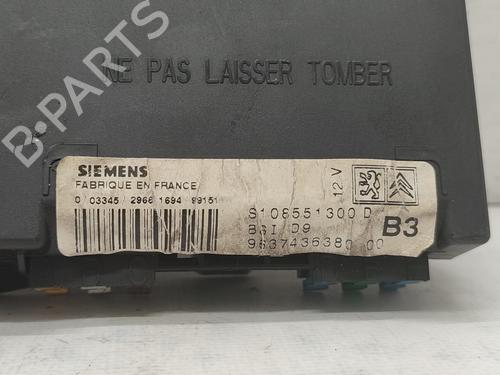 NE PAS LAISSER TOMBER
B-PARTS
SIEMENS
FABRIQUE EN FRANCE
0 03345 2966 1694 99151
12 V
S108551300 D
BSI D9
9637436380 00
B3